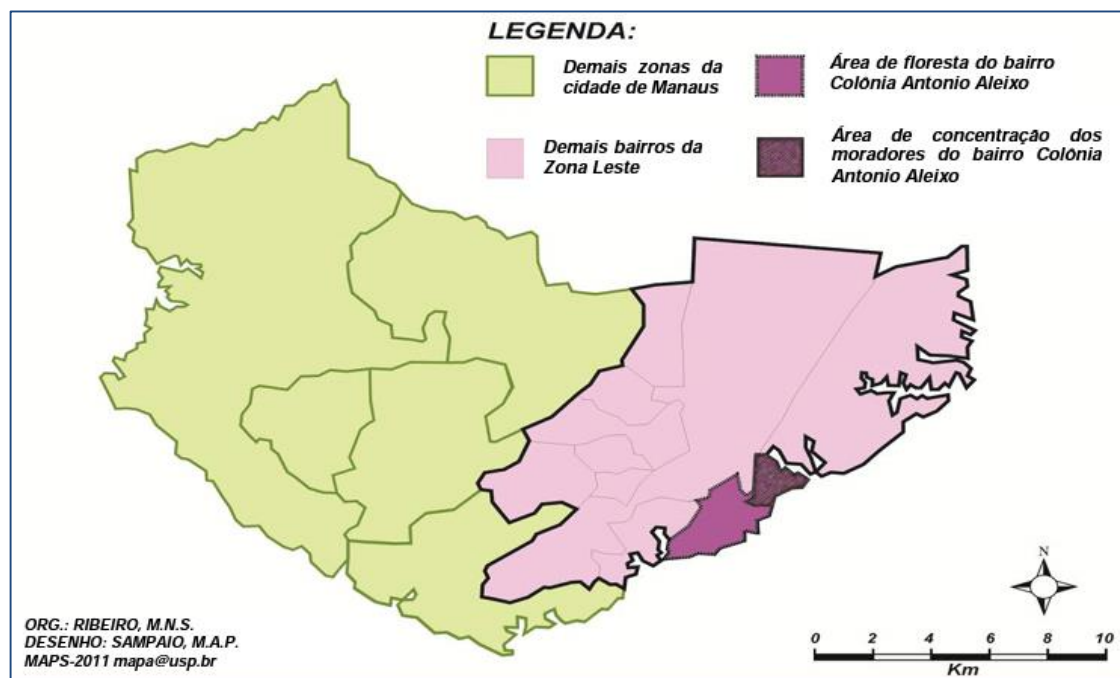 LEGENDA:
Demais zonas da
cidade de Manaus
Área de floresta do bairro
Colônia Antonio Aleixo
Demais bairros da
Zona Leste
Área de concentração dos
moradores do bairro Colônia
Antonio Aleixo
N
ORG.: RIBEIRO, M.N.S.
DESENHO: SAMPAIO, M.A.P.
MAPS-2011 mapa@usp.br
0 2 4 6 8 10
Km